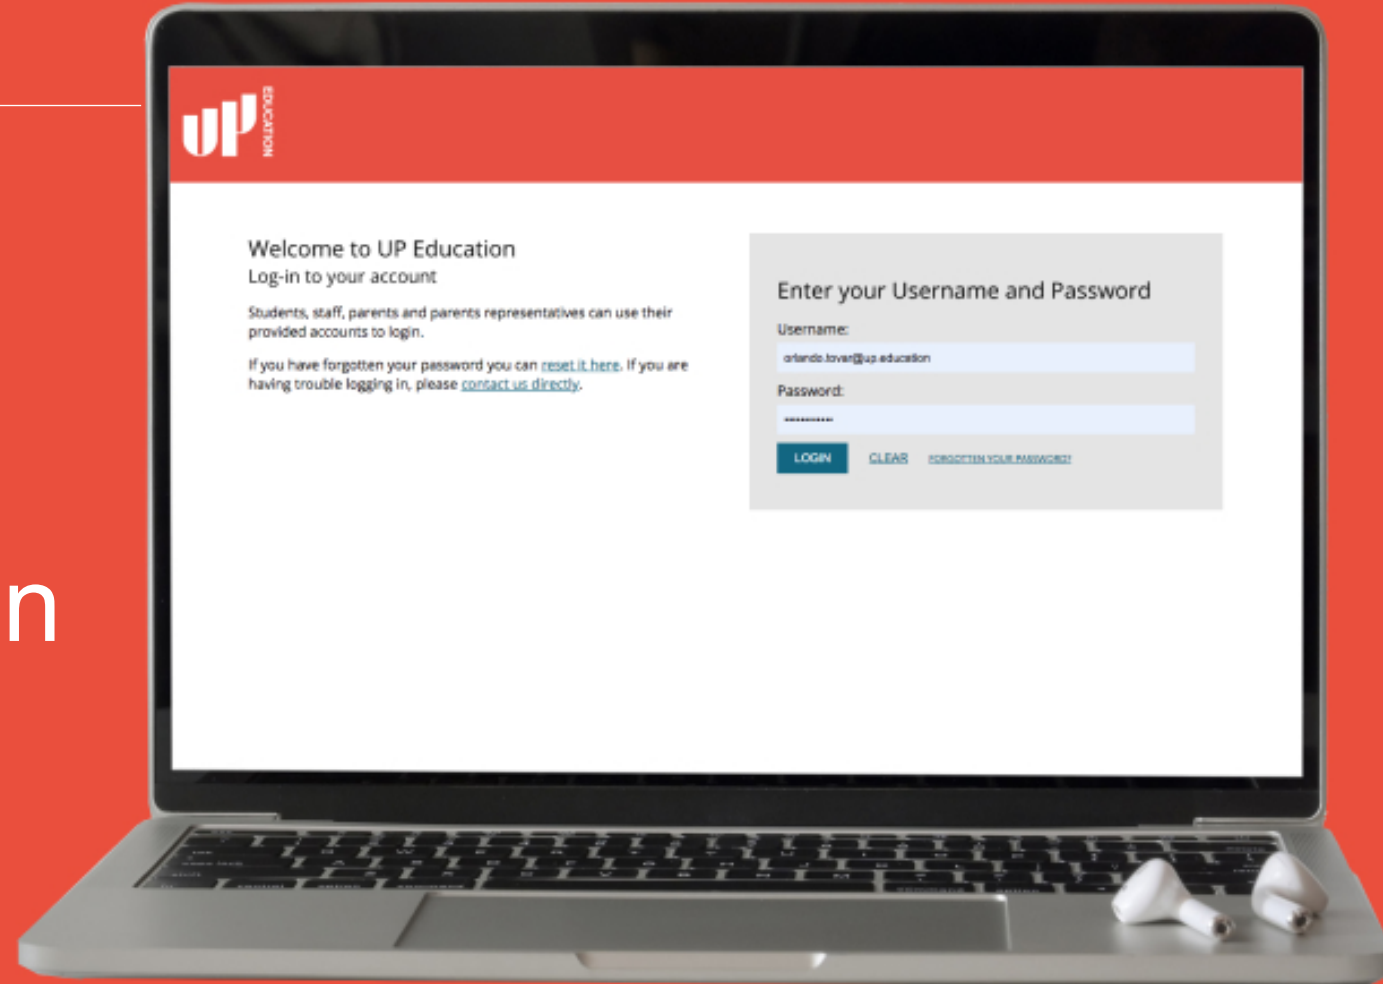 UP EDUCATION
Welcome to UP Education
Log-in to your account
Students, staff, parents and parents representatives can use their
provided accounts to login.
If you have forgotten your password you can reset it here. If you are
having trouble logging in, please contact us directly.
Enter your Username and Password
Username:
orlando.tovar@up.education
Password:
LOGIN CLEAR FORGOTTEN YOUR PASSWORD?
n